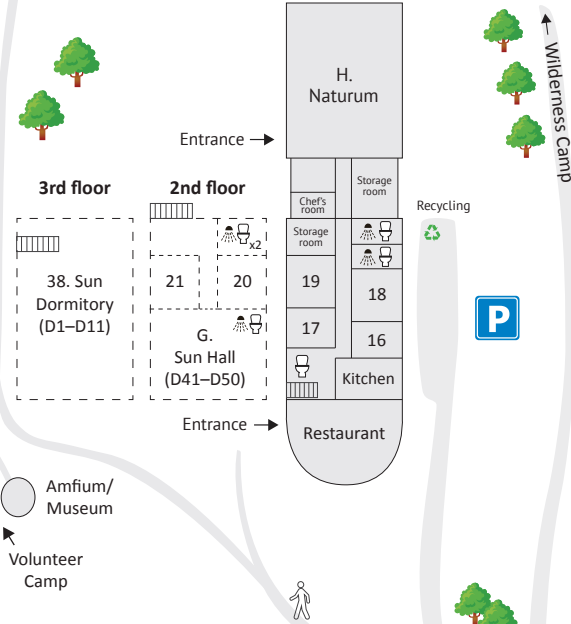 H.
Naturum
Wilderness Camp
Entrance
3rd floor
2nd floor
Storage
room
Chef's
room
Recycling
x2
Storage
room
38. Sun
Dormitory
(D1–D11)
21
20
19
18
P
G.
Sun Hall
(D41–D50)
17
16
Kitchen
Entrance
Restaurant
Amfium/
Museum
Volunteer
Camp